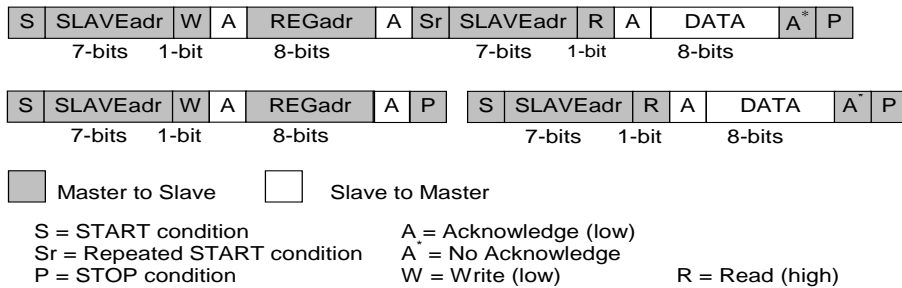 S SLAVEadr W A REGadr A Sr SLAVEadr R A DATA A* P
7-bits 1-bit 8-bits 7-bits 1-bit 8-bits
S SLAVEadr W A REGadr A P S SLAVEadr R A DATA A* P
7-bits 1-bit 8-bits 7-bits 1-bit 8-bits
Master to Slave Slave to Master
S = START condition A = Acknowledge (low)
Sr = Repeated START condition A* = No Acknowledge
P = STOP condition W = Write (low) R = Read (high)